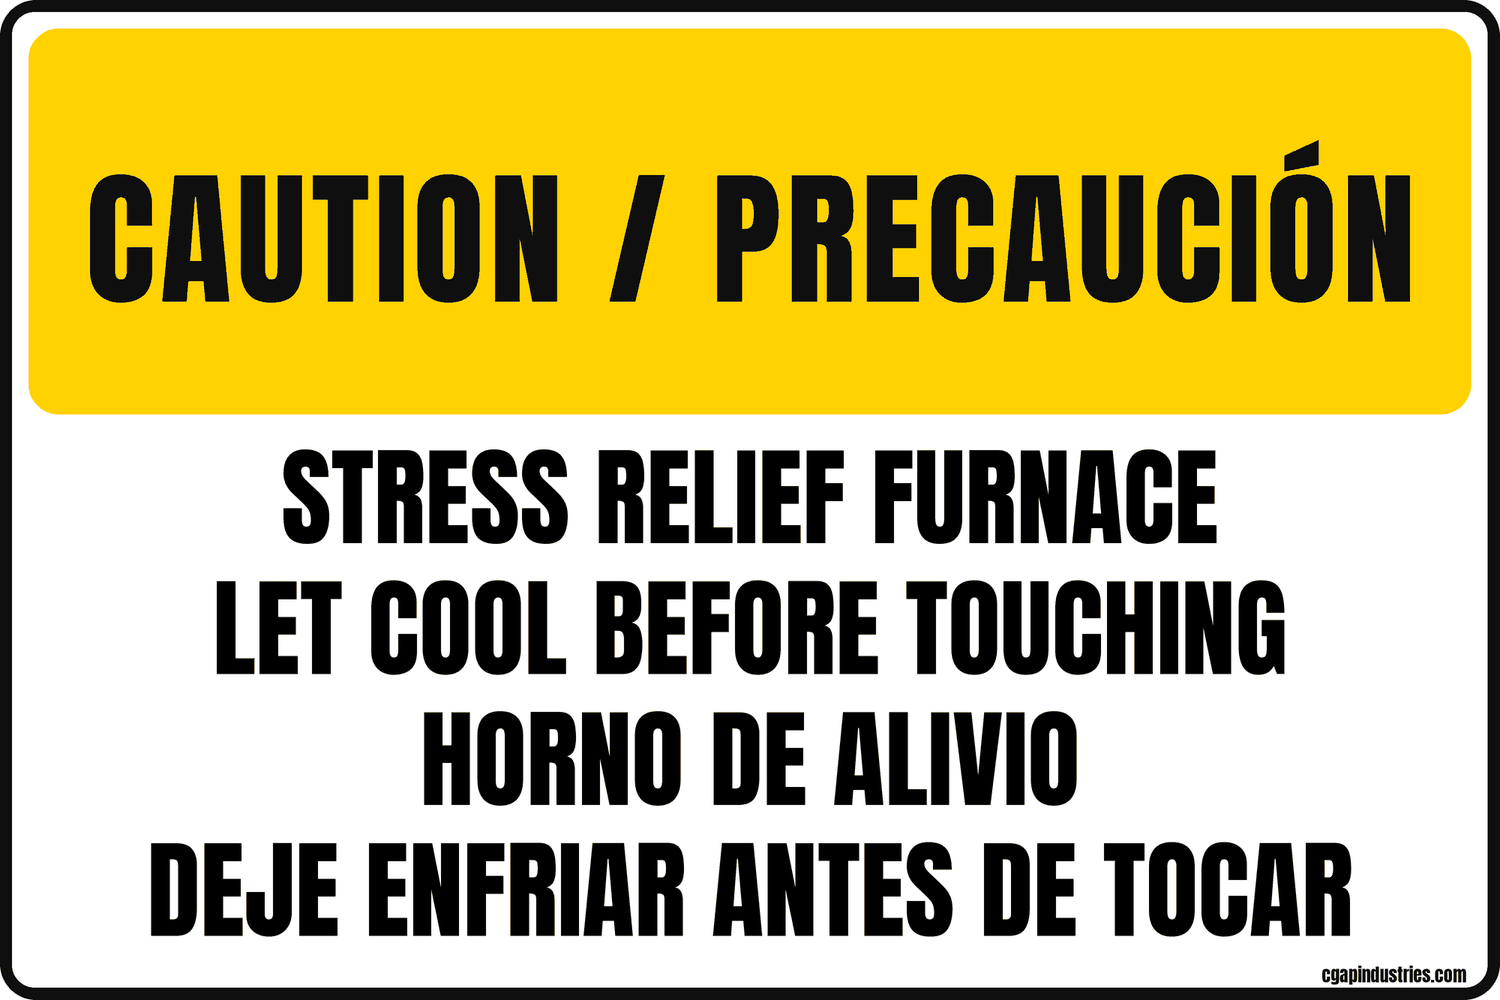 CAUTION / PRECAUCIÓN
STRESS RELIEF FURNACE
LET COOL BEFORE TOUCHING
HORNO DE ALIVIO
DEJE ENFRIAR ANTES DE TOCAR
cgapindustries.com